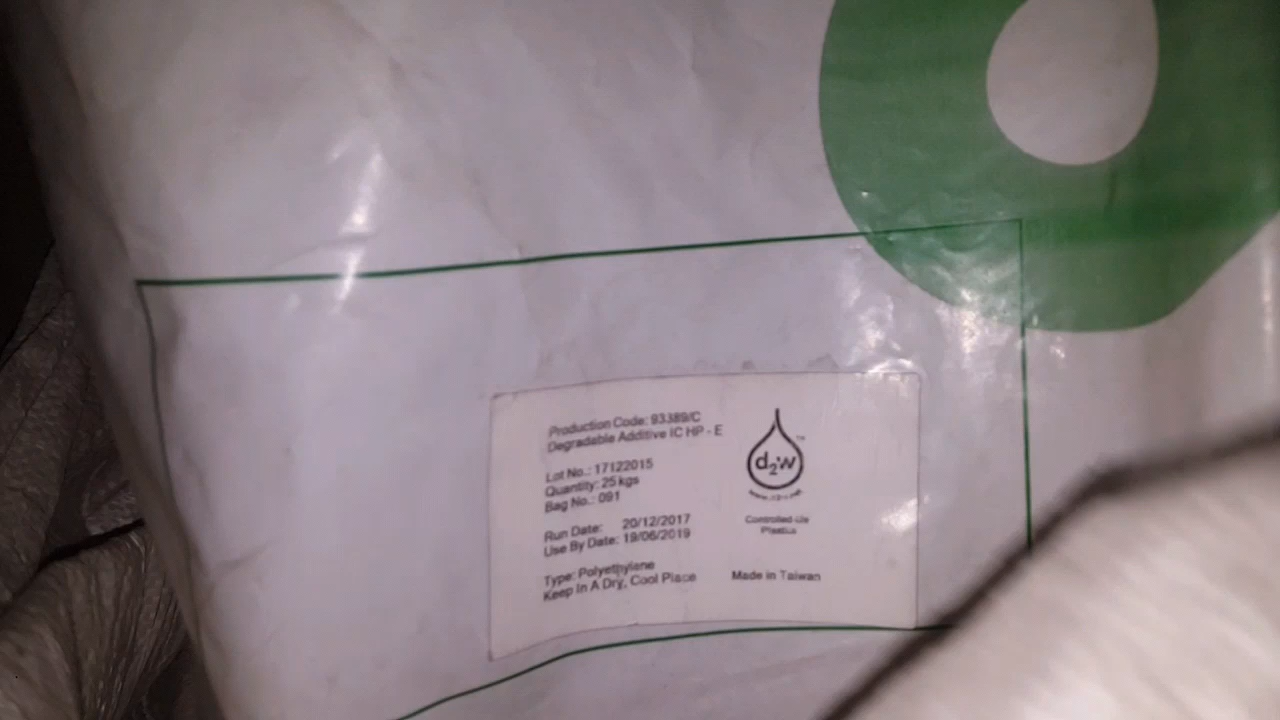 Production Code: 93389/C
Degradable Additive IC HP - E
Lot No.: 17122015
Quantity: 25 kgs
Bag No.: 091
Run Date: 20/12/2017
Use By Date: 19/06/2019
Type: Polyethylene
Keep In A Dry, Cool Place
d2w™
Controlled-life
Plastics
Made in Taiwan